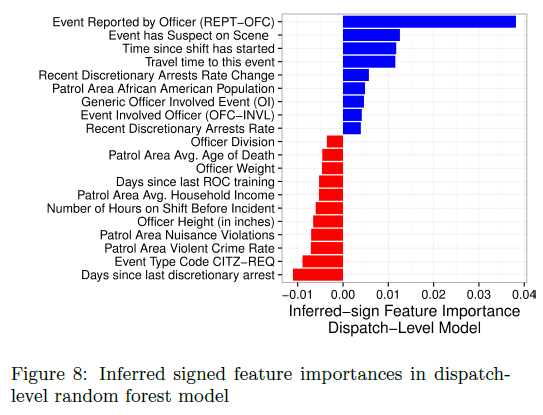 Event Reported by Officer (REPT−OFC)
Event has Suspect on Scene
Time since shift has started
Travel time to this event
Recent Discretionary Arrests Rate Change
Patrol Area African American Population
Generic Officer Involved Event (OI)
Event Involved Officer (OFC−INVL)
Recent Discretionary Arrests Rate
Officer Division
Patrol Area Avg. Age of Death
Officer Weight
Days since last ROC training
Patrol Area Avg. Household Income
Number of Hours on Shift Before Incident
Officer Height (in inches)
Patrol Area Nuisance Violations
Patrol Area Violent Crime Rate
Event Type Code CITZ−REQ
Days since last discretionary arrest
−0.01 0.00 0.01 0.02 0.03 0.04
Inferred−sign Feature Importance
Dispatch−Level Model
Figure 8: Inferred signed feature importances in dispatch-
level random forest model